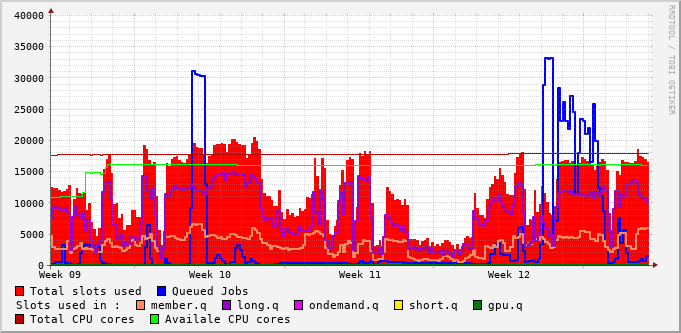 40000
35000
30000
25000
20000
15000
10000
5000
0
Week 09 Week 10 Week 11 Week 12
RRDTOOL / TOBI OETIKER
Total slots used Queued Jobs
Slots used in : member.q long.q ondemand.q short.q gpu.q
Total CPU cores Availale CPU cores